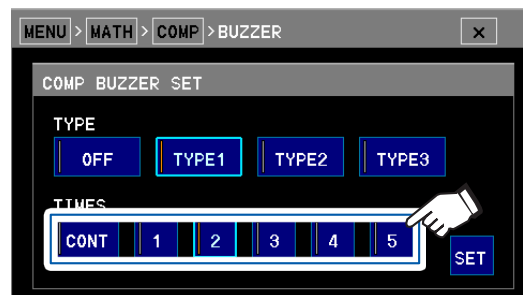 MENU > MATH > COMP > BUZZER ×
COMP BUZZER SET
TYPE
OFF TYPE1 TYPE2 TYPE3
TIMES
CONT 1 2 3 4 5
SET